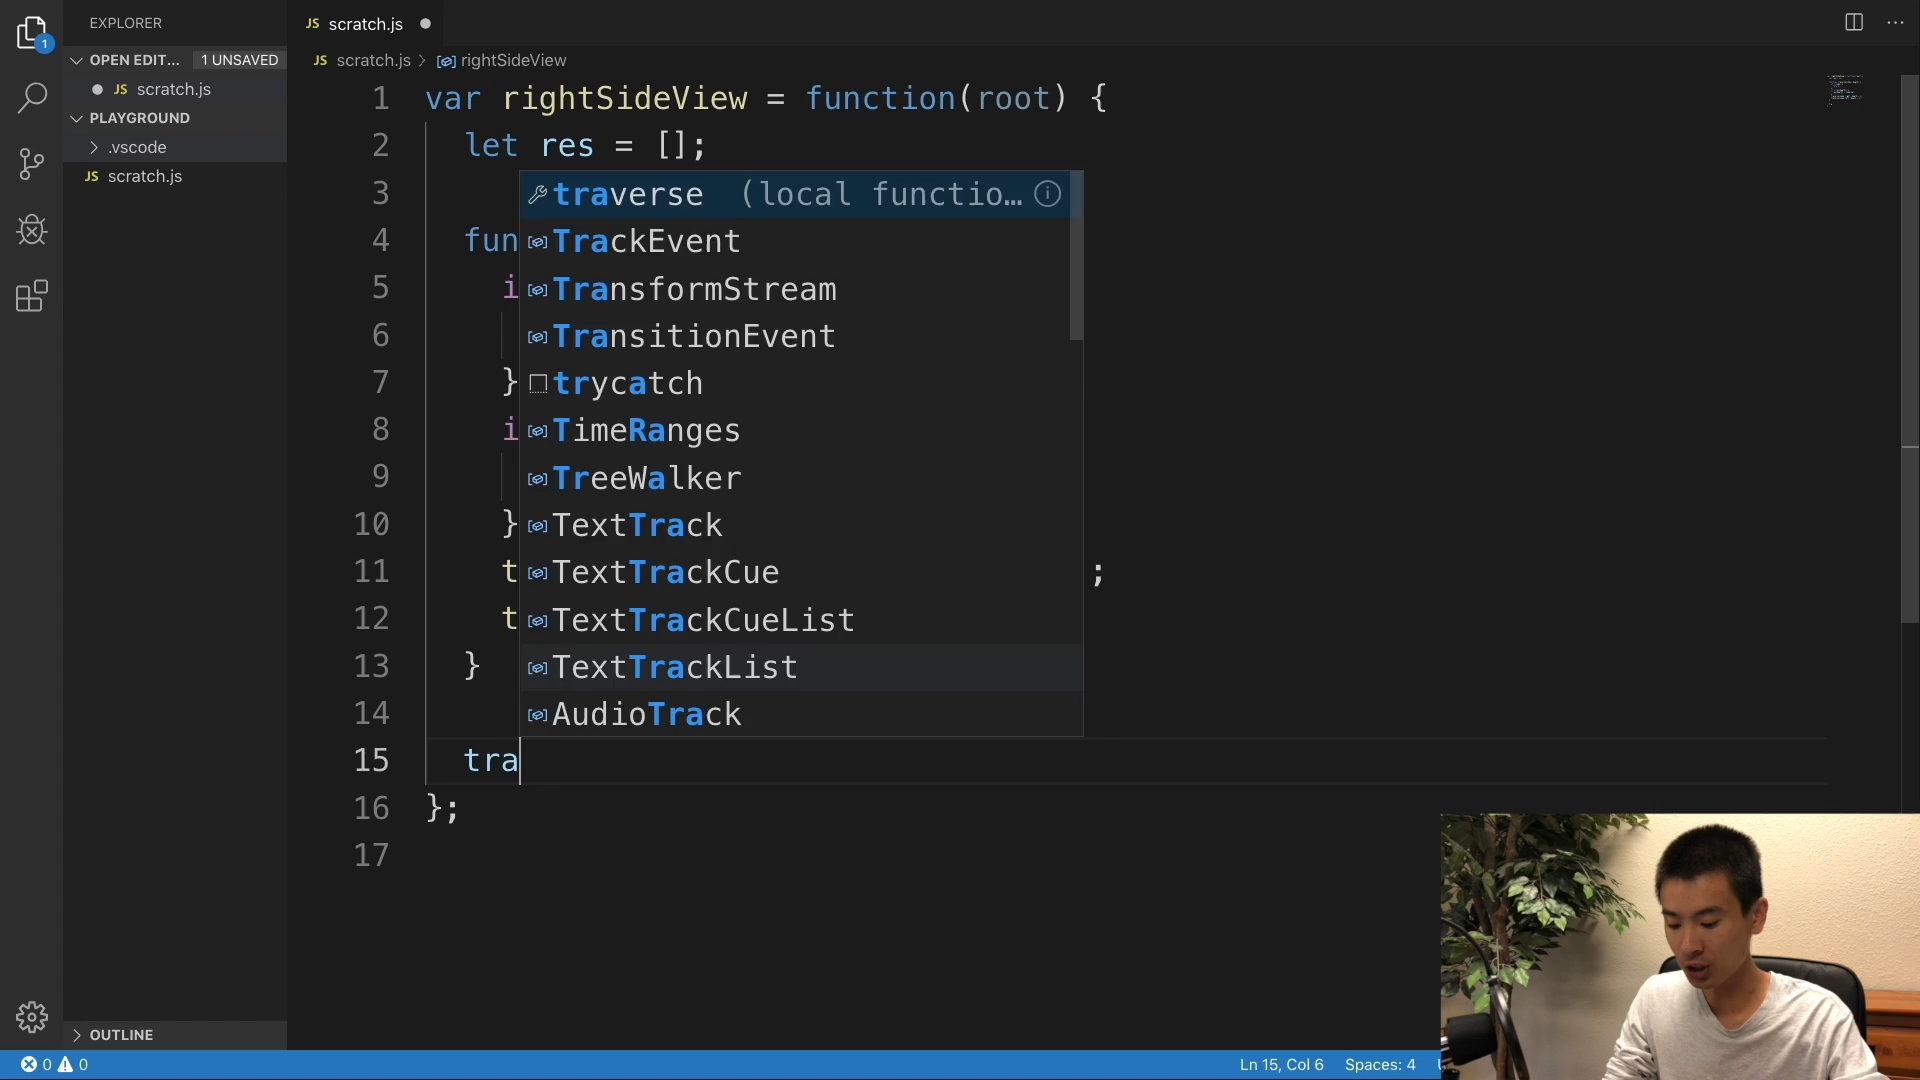 EXPLORER
JS scratch.js
1
OPEN EDIT... 1 UNSAVED
JS scratch.js > rightSideView
JS scratch.js
PLAYGROUND
.vscode
JS scratch.js
1 var rightSideView = function(root) {
2 let res = [];
3 traverse (local functio...
4 fun TrackEvent
5 i TransformStream
6 TransitionEvent
7 } trycatch
8 i TimeRanges
9 TreeWalker
10 } TextTrack
11 t TextTrackCue ;
12 t TextTrackCueList
13 } TextTrackList
14 AudioTrack
15 tra
16 };
17
OUTLINE
0 0 Ln 15, Col 6 Spaces: 4